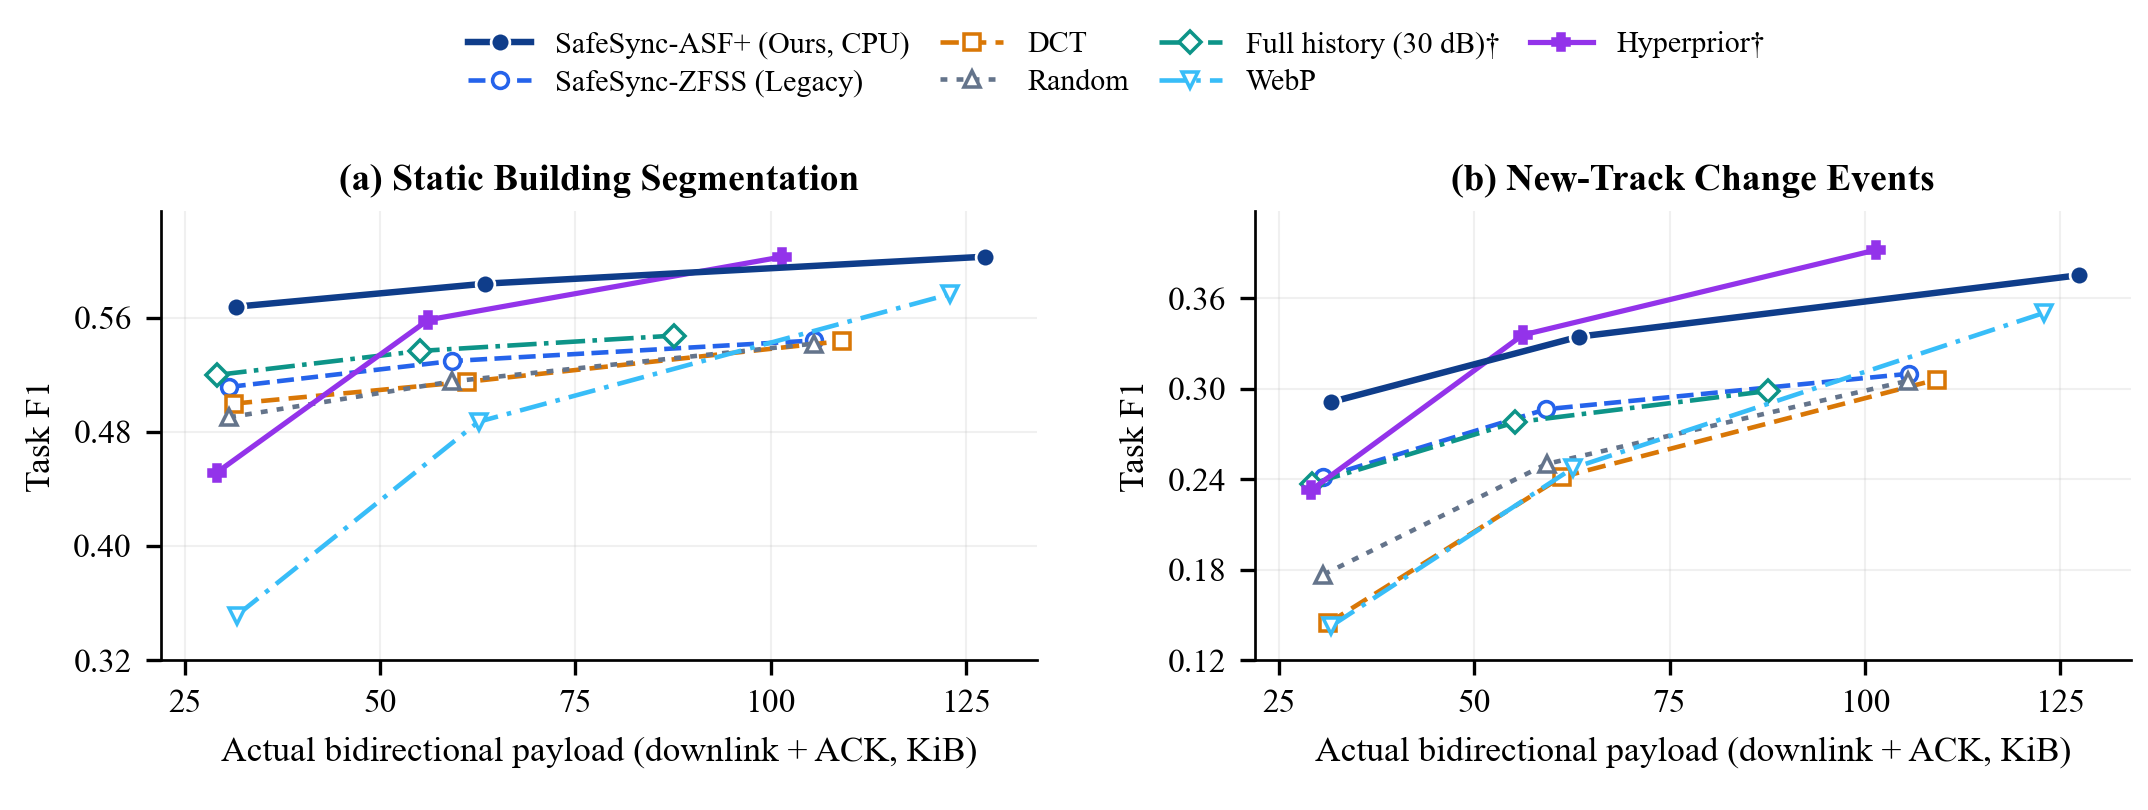 SafeSync-ASF+ (Ours, CPU)
SafeSync-ZFSS (Legacy)
DCT
Random
Full history (30 dB)†
WebP
Hyperprior†
(a) Static Building Segmentation
Task F1
0.56
0.48
0.40
0.32
25 50 75 100 125
Actual bidirectional payload (downlink + ACK, KiB)
(b) New-Track Change Events
Task F1
0.36
0.30
0.24
0.18
0.12
25 50 75 100 125
Actual bidirectional payload (downlink + ACK, KiB)